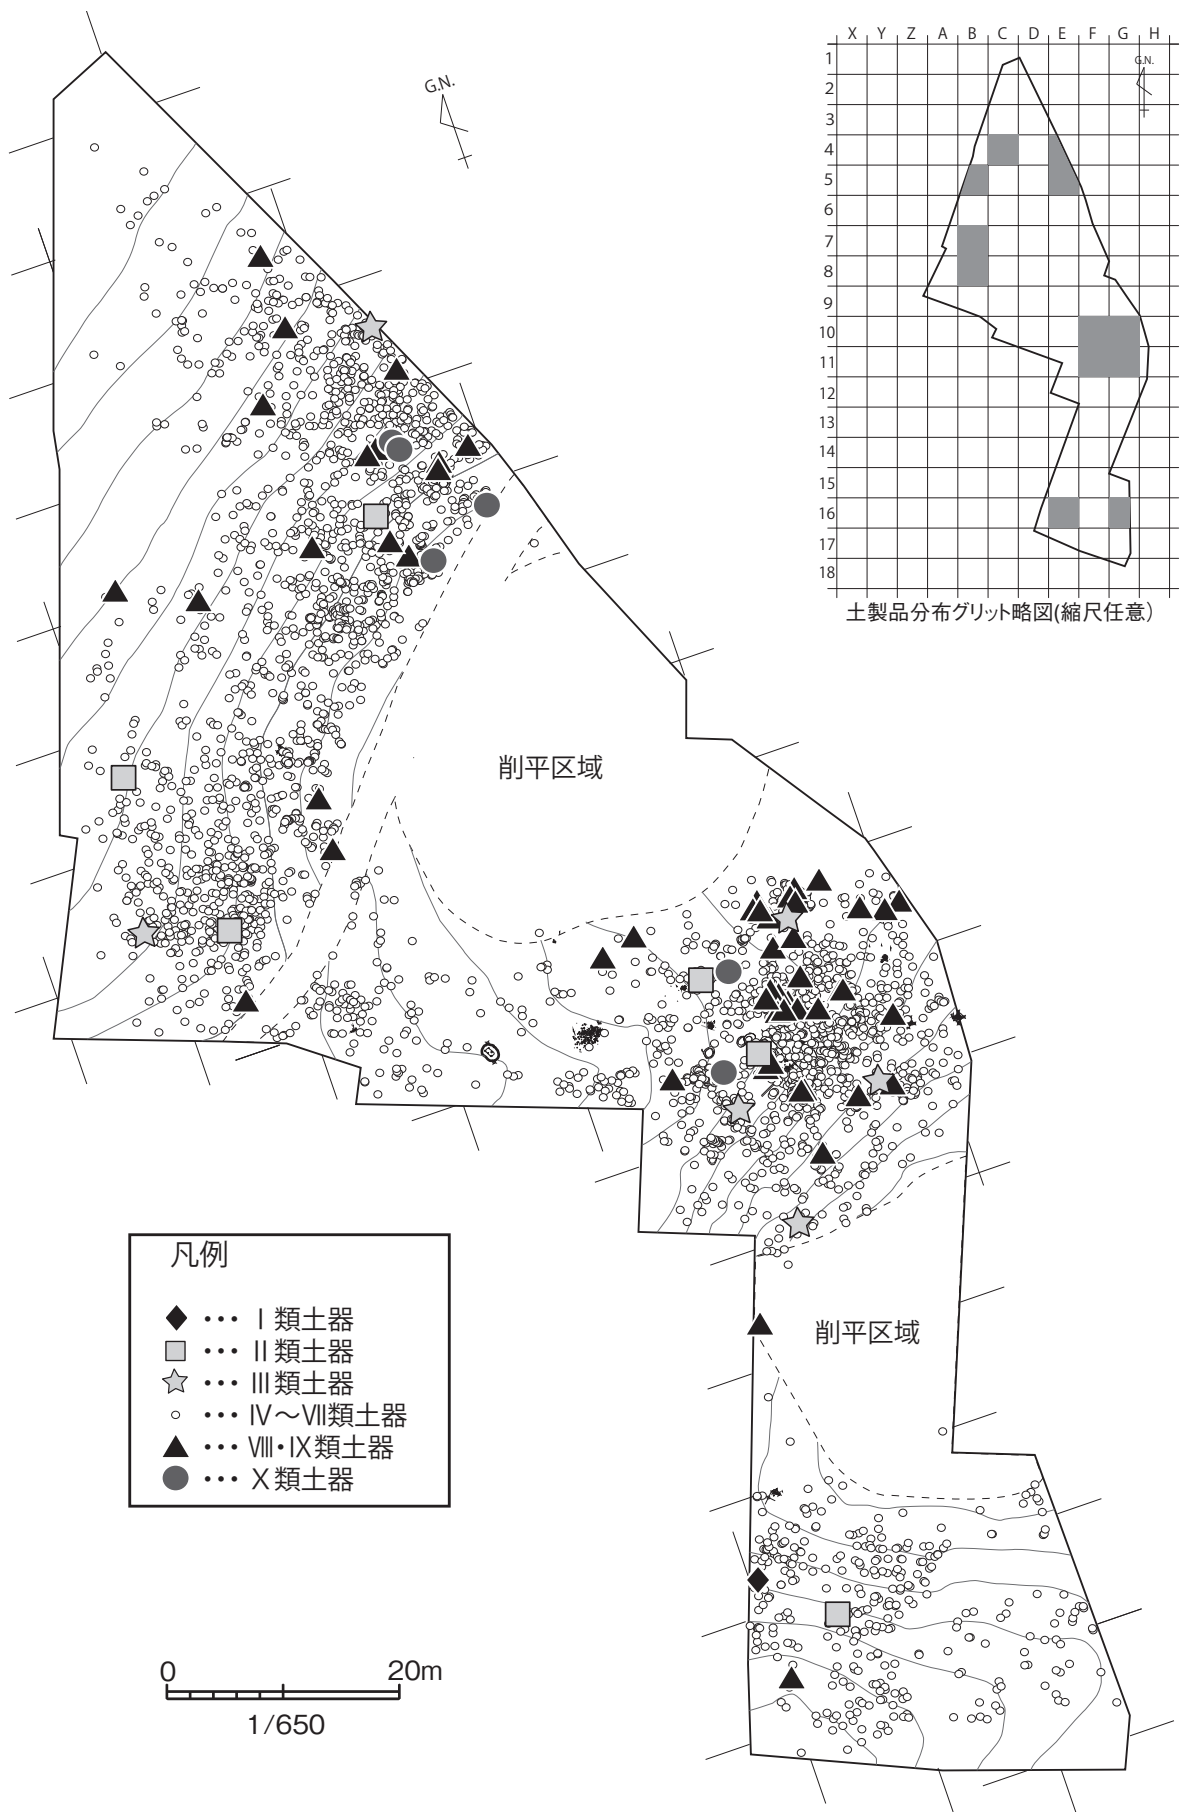 G.N.
X Y Z A B C D E F G H
G.N.
1
2
3
4
5
6
7
8
9
10
11
12
13
14
15
16
17
18
土製品分布グリット略図(縮尺任意)
削平区域
削平区域
凡例
◆ ・・・ Ⅰ類土器
■ ・・・ Ⅱ類土器
☆ ・・・ Ⅲ類土器
○ ・・・ Ⅳ～Ⅶ類土器
▲ ・・・ Ⅷ・Ⅸ類土器
● ・・・ Ⅹ類土器
0 20m
1/650